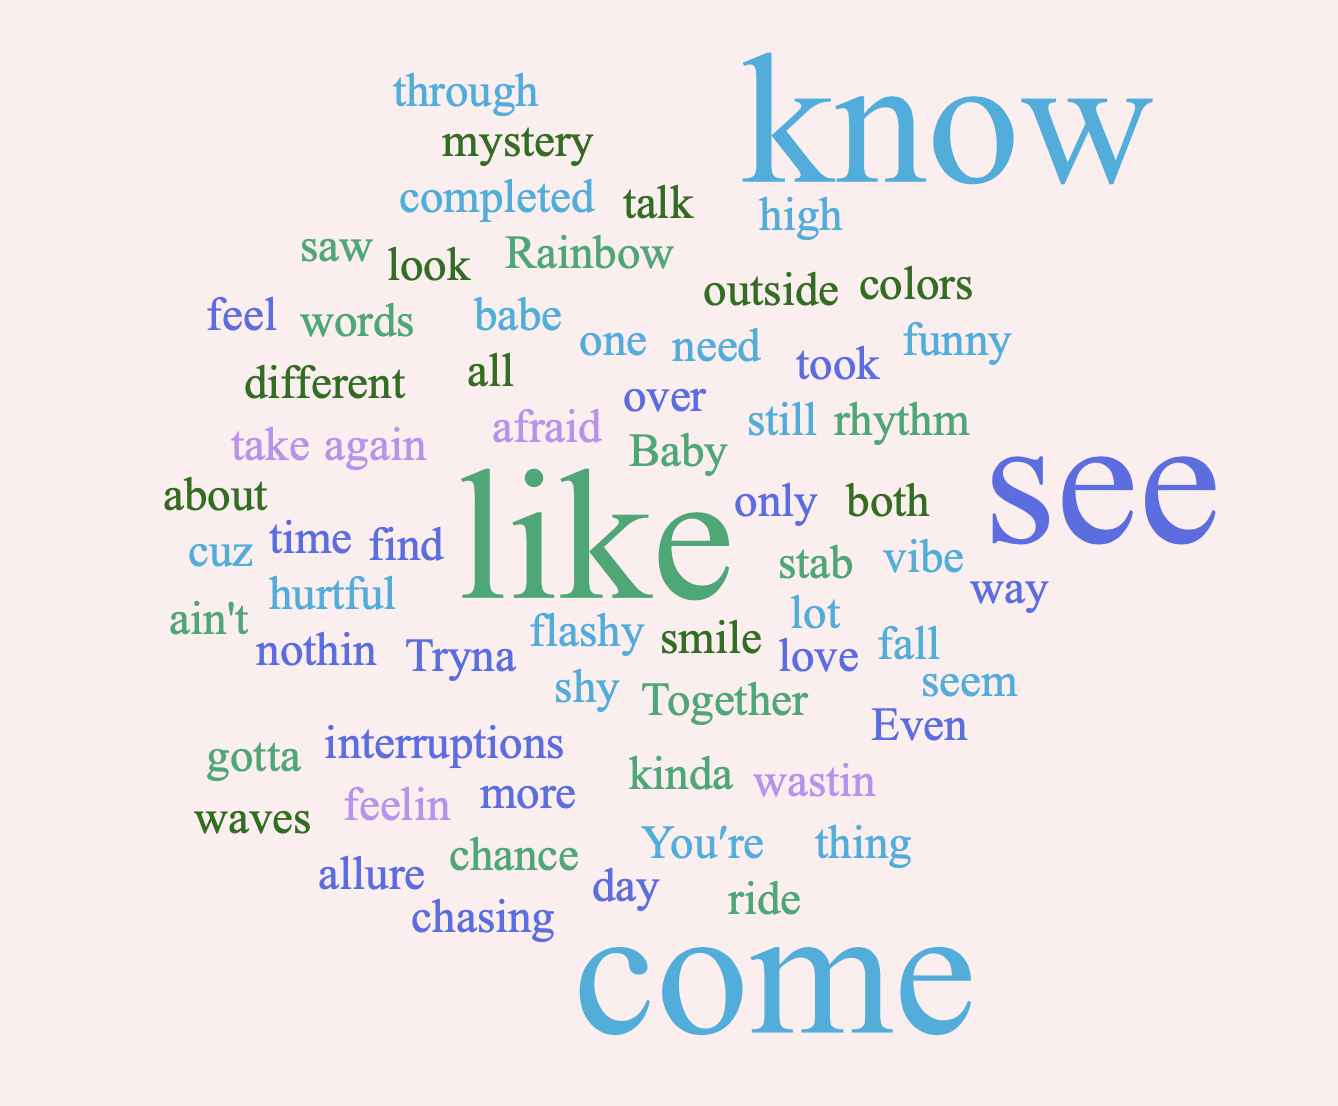 through
know
mystery
completed talk high
saw look Rainbow
outside colors
feel words babe
one need took funny
different all over
take again afraid Baby still rhythm
about like only both see
cuz time find stab vibe
ain't hurtful lot way
nothin Tryna flashy smile love fall
shy Together seem
Even
gotta interruptions kinda wastin
waves feelin more
You're thing
allure chance day ride
chasing
come